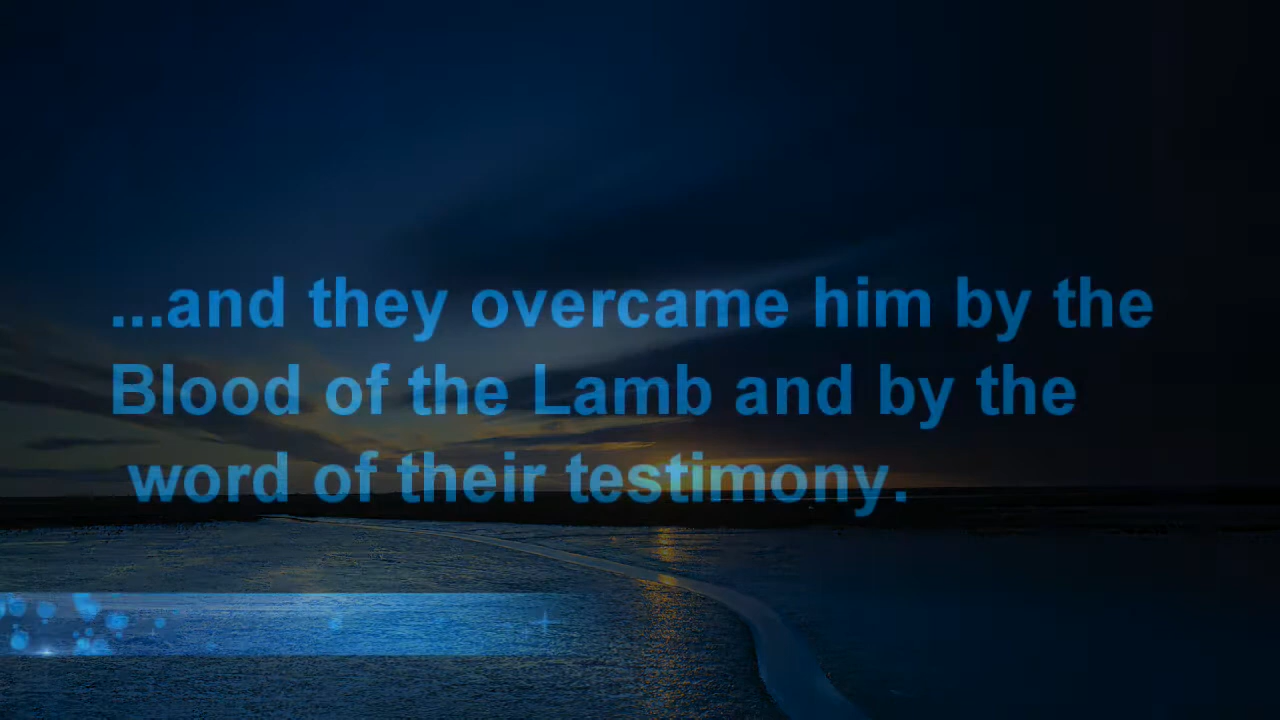 ...and they overcame him by the
Blood of the Lamb and by the
word of their testimony.